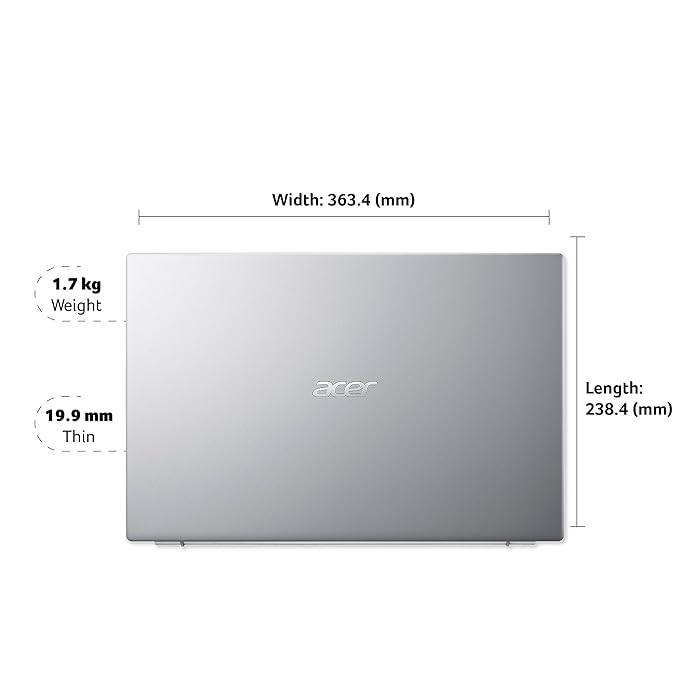 Width: 363.4 (mm)
1.7 kg
Weight
acer
Length:
238.4 (mm)
19.9 mm
Thin